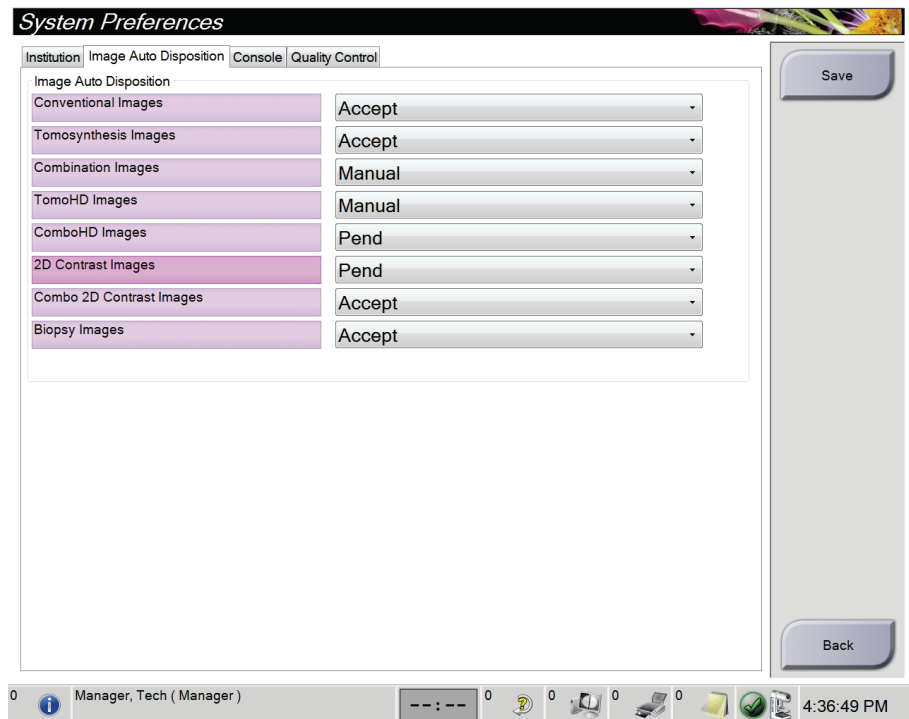 System Preferences
Institution Image Auto Disposition Console Quality Control
Save
Image Auto Disposition
Conventional Images Accept
Tomosynthesis Images Accept
Combination Images Manual
TomoHD Images Manual
ComboHD Images Pend
2D Contrast Images Pend
Combo 2D Contrast Images Accept
Biopsy Images Accept
Back
0 Manager, Tech ( Manager ) --:-- 0 0 0 0 4:36:49 PM